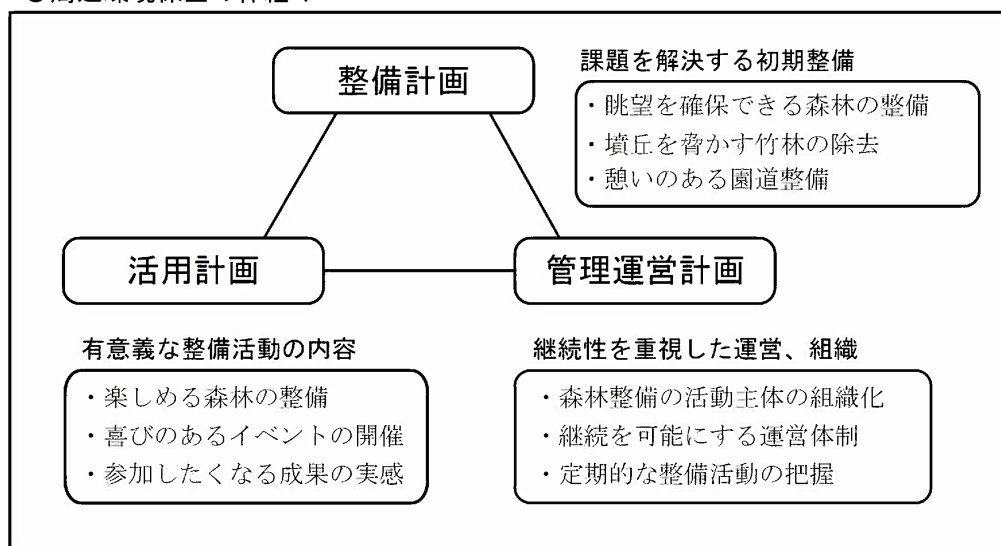 整備計画
課題を解決する初期整備
・眺望を確保できる森林の整備
・墳丘を脅かす竹林の除去
・憩いのある園道整備
活用計画
管理運営計画
有意義な整備活動の内容
・楽しめる森林の整備
・喜びのあるイベントの開催
・参加したくなる成果の実感
継続性を重視した運営、組織
・森林整備の活動主体の組織化
・継続を可能にする運営体制
・定期的な整備活動の把握